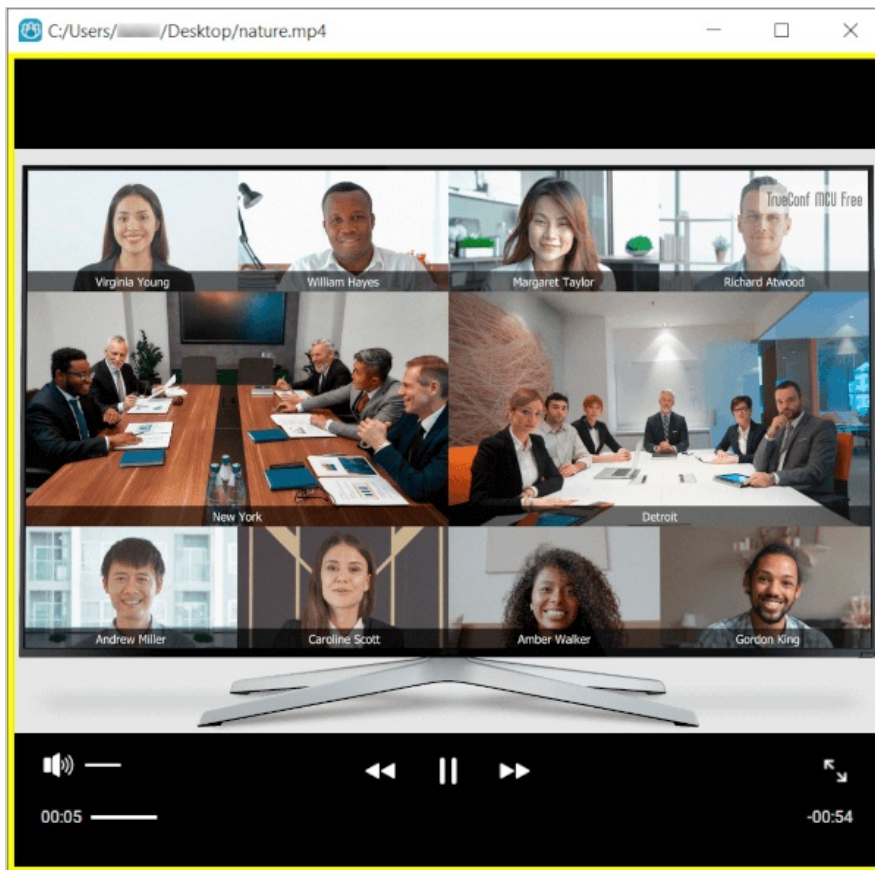 C:/Users/ /Desktop/nature.mp4
TrueConf MCU Free
Virginia Young
William Hayes
Margaret Taylor
Richard Atwood
New York
Detroit
Andrew Miller
Caroline Scott
Amber Walker
Gordon King
00:05
-00:54